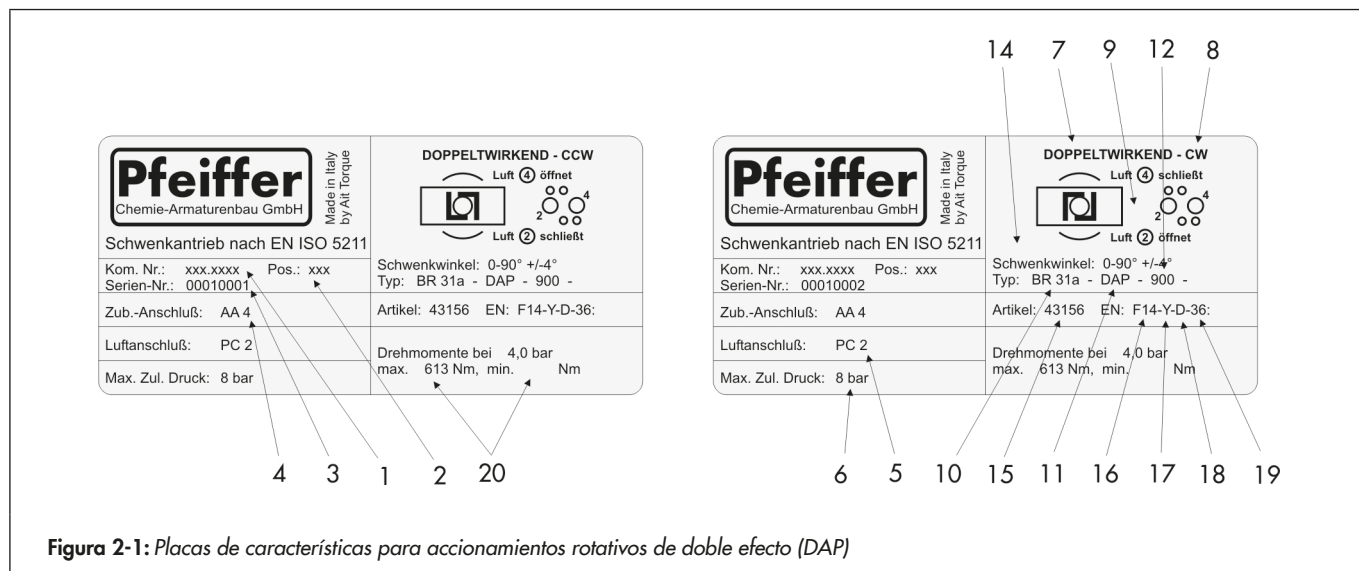 14 7 9 12 8
Pfeiffer
Chemie-Armaturenbau GmbH
Made in Italy
by Ait Torque
Schwenkantrieb nach EN ISO 5211
Kom. Nr.: xxx.xxxx Pos.: xxx
Serien-Nr.: 00010001
Zub.-Anschluß: AA 4
Luftanschluß: PC 2
Max. Zul. Druck: 8 bar
DOPPELTWIRKEND - CCW
Luft 4 öffnet
2 4
Luft 2 schließt
Schwenkwinkel: 0-90° +/-4°
Typ: BR 31a - DAP - 900 -
Artikel: 43156 EN: F14-Y-D-36:
Drehmomente bei 4,0 bar
max. 613 Nm, min. Nm
4 3 1 2 20
Pfeiffer
Chemie-Armaturenbau GmbH
Made in Italy
by Ait Torque
Schwenkantrieb nach EN ISO 5211
Kom. Nr.: xxx.xxxx Pos.: xxx
Serien-Nr.: 00010002
Zub.-Anschluß: AA 4
Luftanschluß: PC 2
Max. Zul. Druck: 8 bar
DOPPELTWIRKEND - CW
Luft 4 schließt
2 4
Luft 2 öffnet
Schwenkwinkel: 0-90° +/-4°
Typ: BR 31a - DAP - 900 -
Artikel: 43156 EN: F14-Y-D-36:
Drehmomente bei 4,0 bar
max. 613 Nm, min. Nm
6 5 10 15 11 16 17 18 19
Figura 2-1: Placas de características para accionamientos rotativos de doble efecto (DAP)